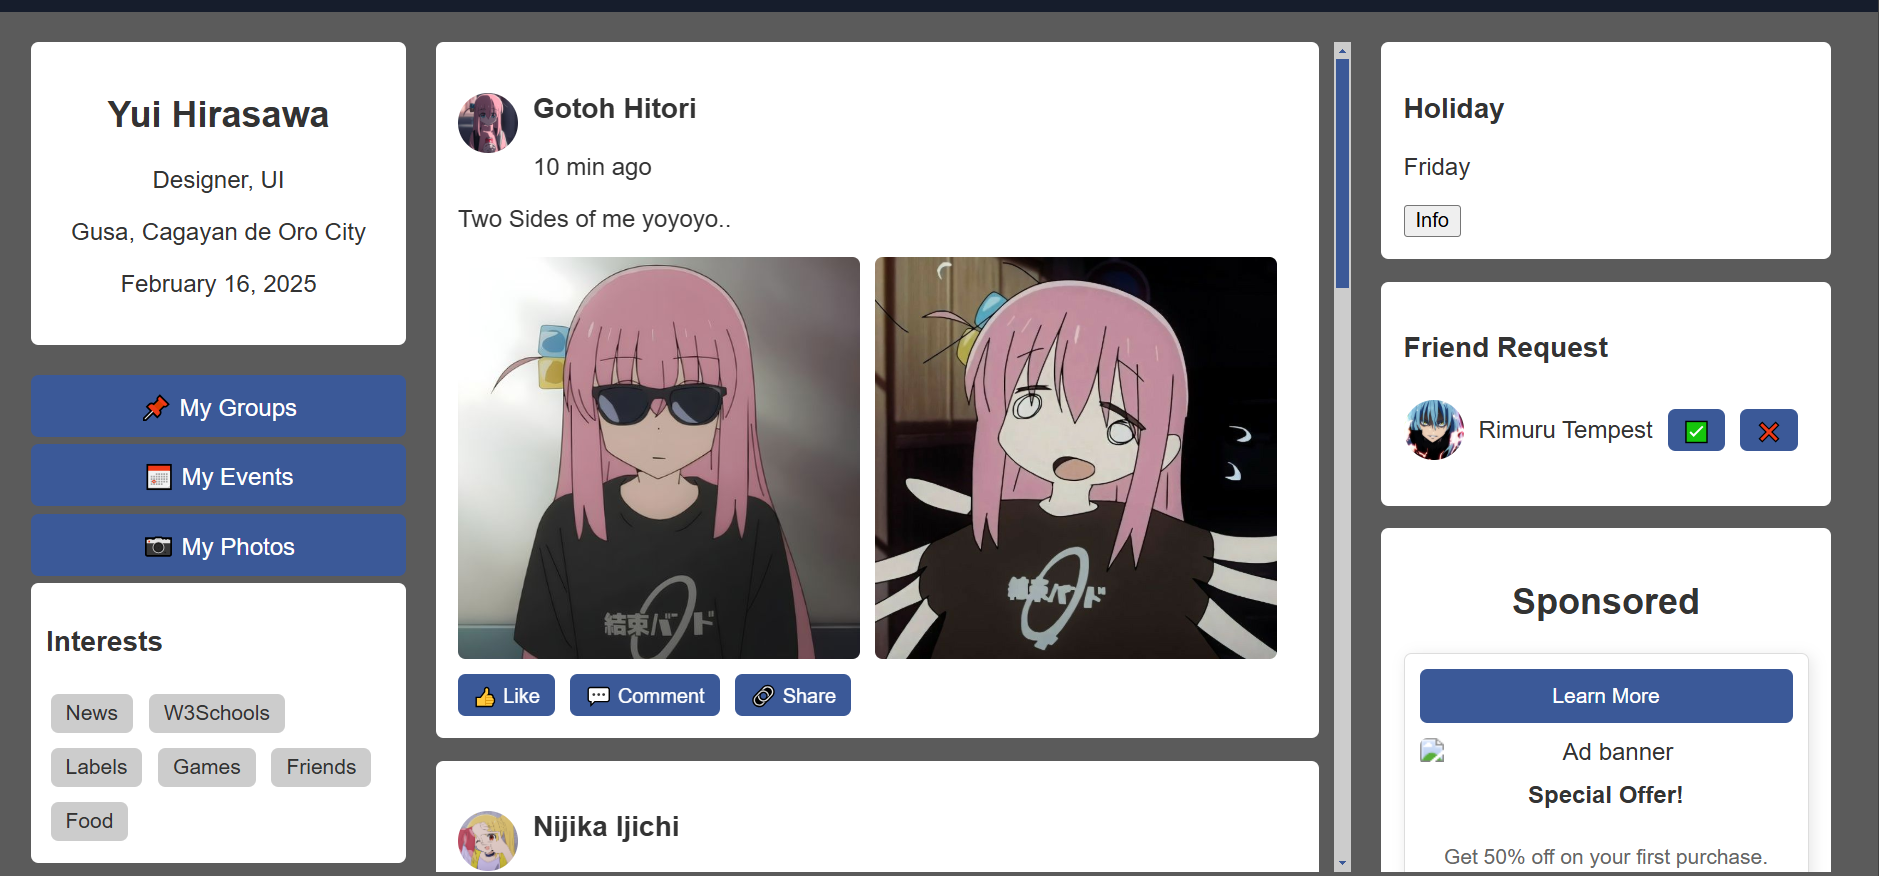 Yui Hirasawa
Designer, UI
Gusa, Cagayan de Oro City
February 16, 2025
My Groups
My Events
My Photos
Interests
News
W3Schools
Labels
Games
Friends
Food
Gotoh Hitori
10 min ago
Two Sides of me yoyoyo..
結束バンド
結束バンド
Like
Comment
Share
Nijika Ijichi
Holiday
Friday
Info
Friend Request
Rimuru Tempest
Sponsored
Learn More
Ad banner
Special Offer!
Get 50% off on your first purchase.